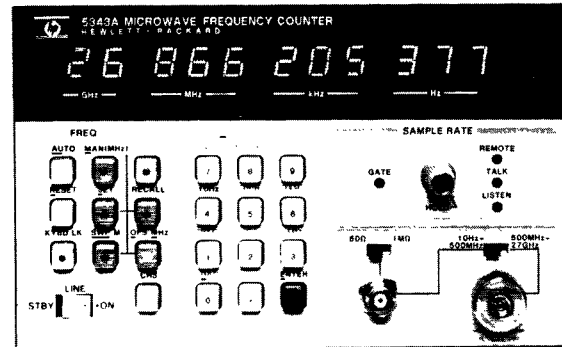 5343A MICROWAVE FREQUENCY COUNTER
HEWLETT · PACKARD
26 866 205 377
GHz MHz kHz Hz
FREQ
SAMPLE RATE
AUTO MAN(MHz)
REMOTE
GATE
TALK
RESET SET RECALL
LISTEN
7 8 9
4 5 6
KYBD LK SWP M OFS MHz
1 2 3
CHS
ENTER
0
LINE
STBY ON
50Ω 1MΩ
10Hz-
500MHz
500MHz-
27GHz